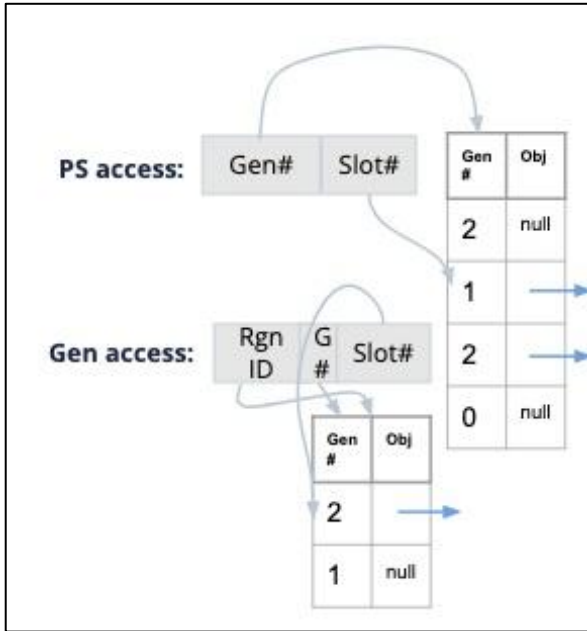 PS access:
Gen#
Slot#
Gen
#
Obj
2
null
1
2
0
null
Gen access:
Rgn
ID
G
#
Slot#
Gen
#
Obj
2
1
null